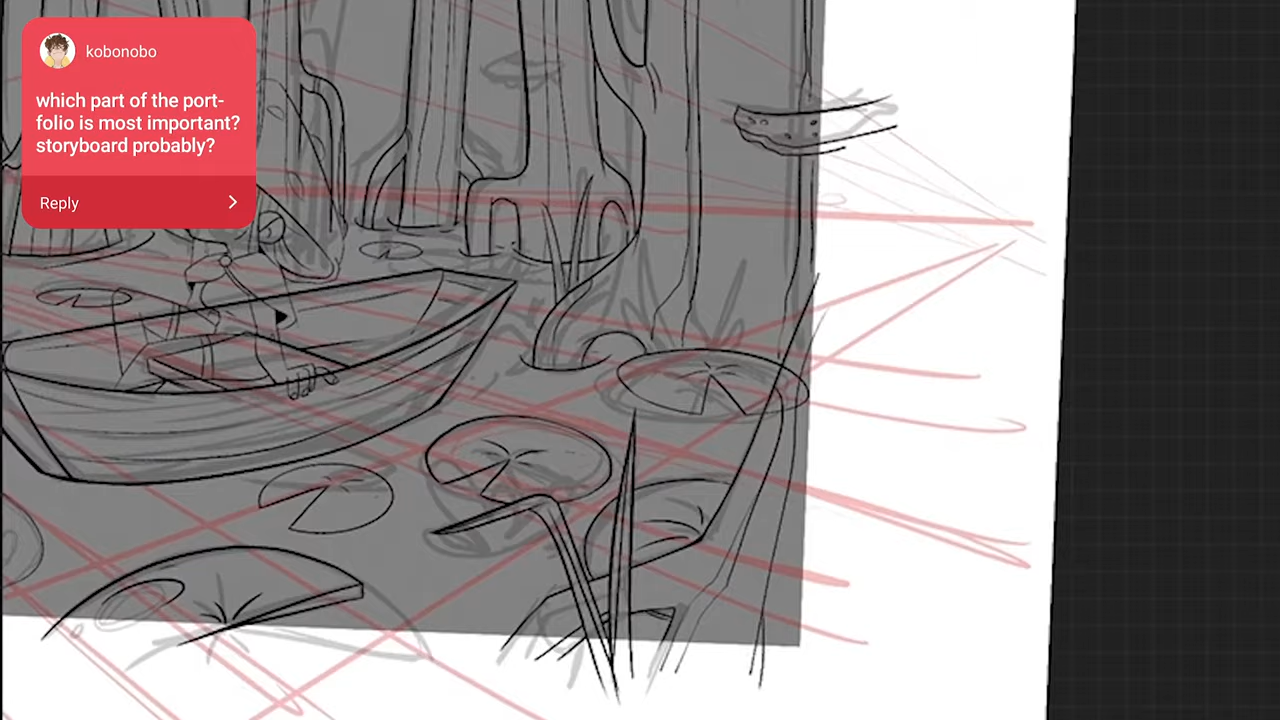 kobonobo
which part of the port-
folio is most important?
storyboard probably?
Reply